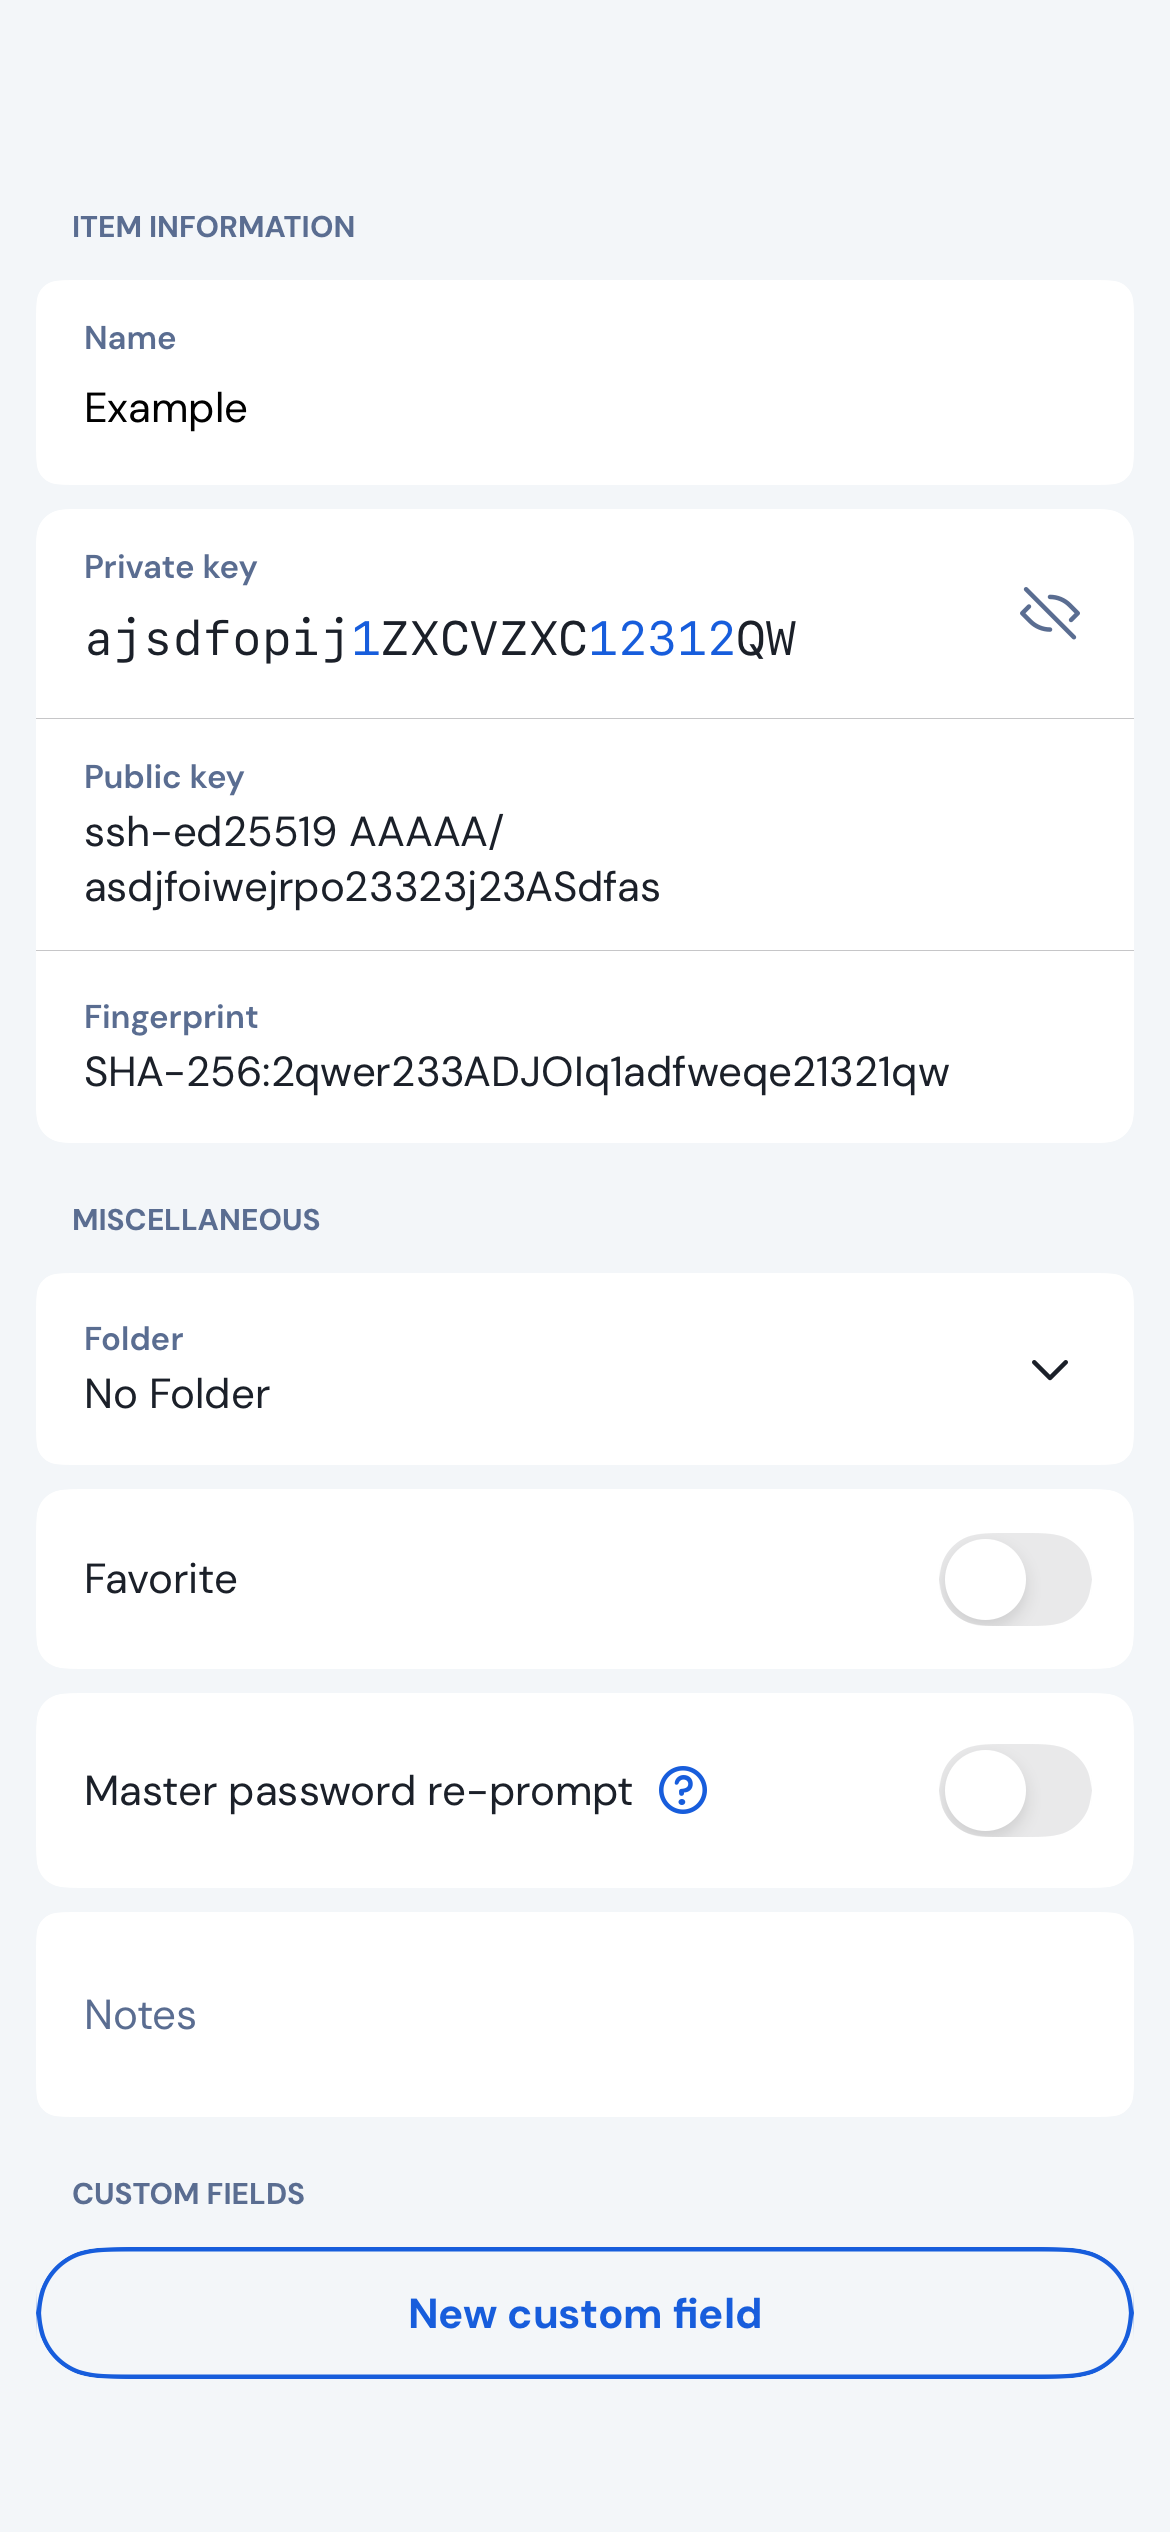 ITEM INFORMATION
Name
Example
Private key
ajsdfopij1ZXCVZXC12312QW
Public key
ssh-ed25519 AAAAA/
asdjfoiwejrpo23323j23ASdfas
Fingerprint
SHA-256:2qwer233ADJOIq1adfweqe21321qw
MISCELLANEOUS
Folder
No Folder
Favorite
Master password re-prompt
Notes
CUSTOM FIELDS
New custom field